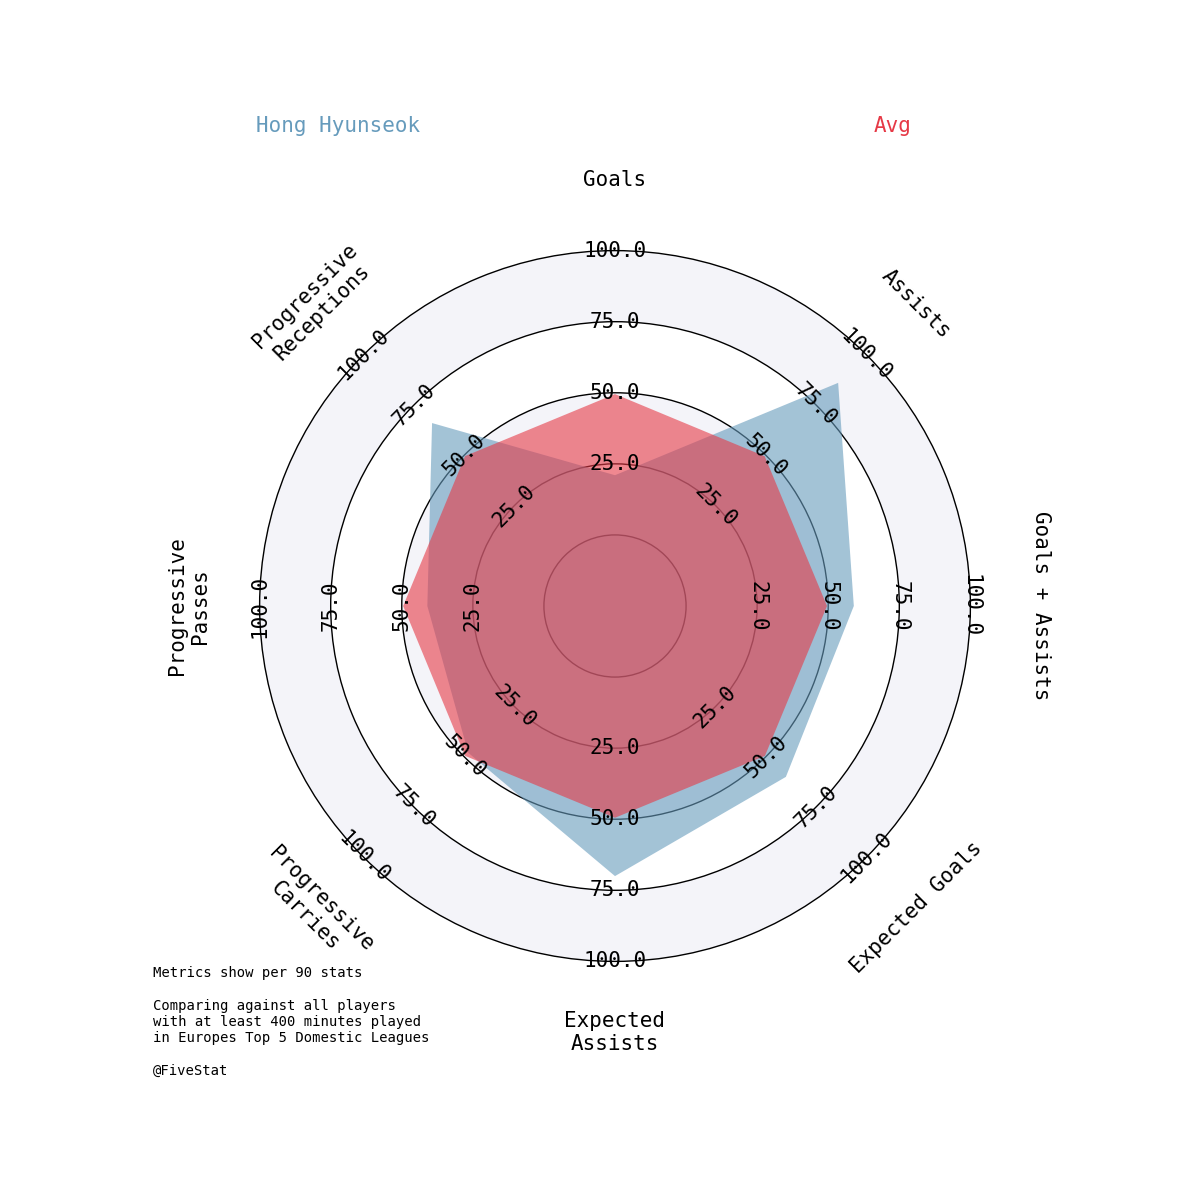 Hong Hyunseok
Avg
Goals
Assists
Goals + Assists
Expected Goals
Expected
Assists
Progressive
Carries
Progressive
Passes
Progressive
Receptions
25.0
50.0
75.0
100.0
25.0
50.0
75.0
100.0
25.0
50.0
75.0
100.0
25.0
50.0
75.0
100.0
25.0
50.0
75.0
100.0
25.0
50.0
75.0
100.0
25.0
50.0
75.0
100.0
25.0
50.0
75.0
100.0
Metrics show per 90 stats
Comparing against all players
with at least 400 minutes played
in Europes Top 5 Domestic Leagues
@FiveStat